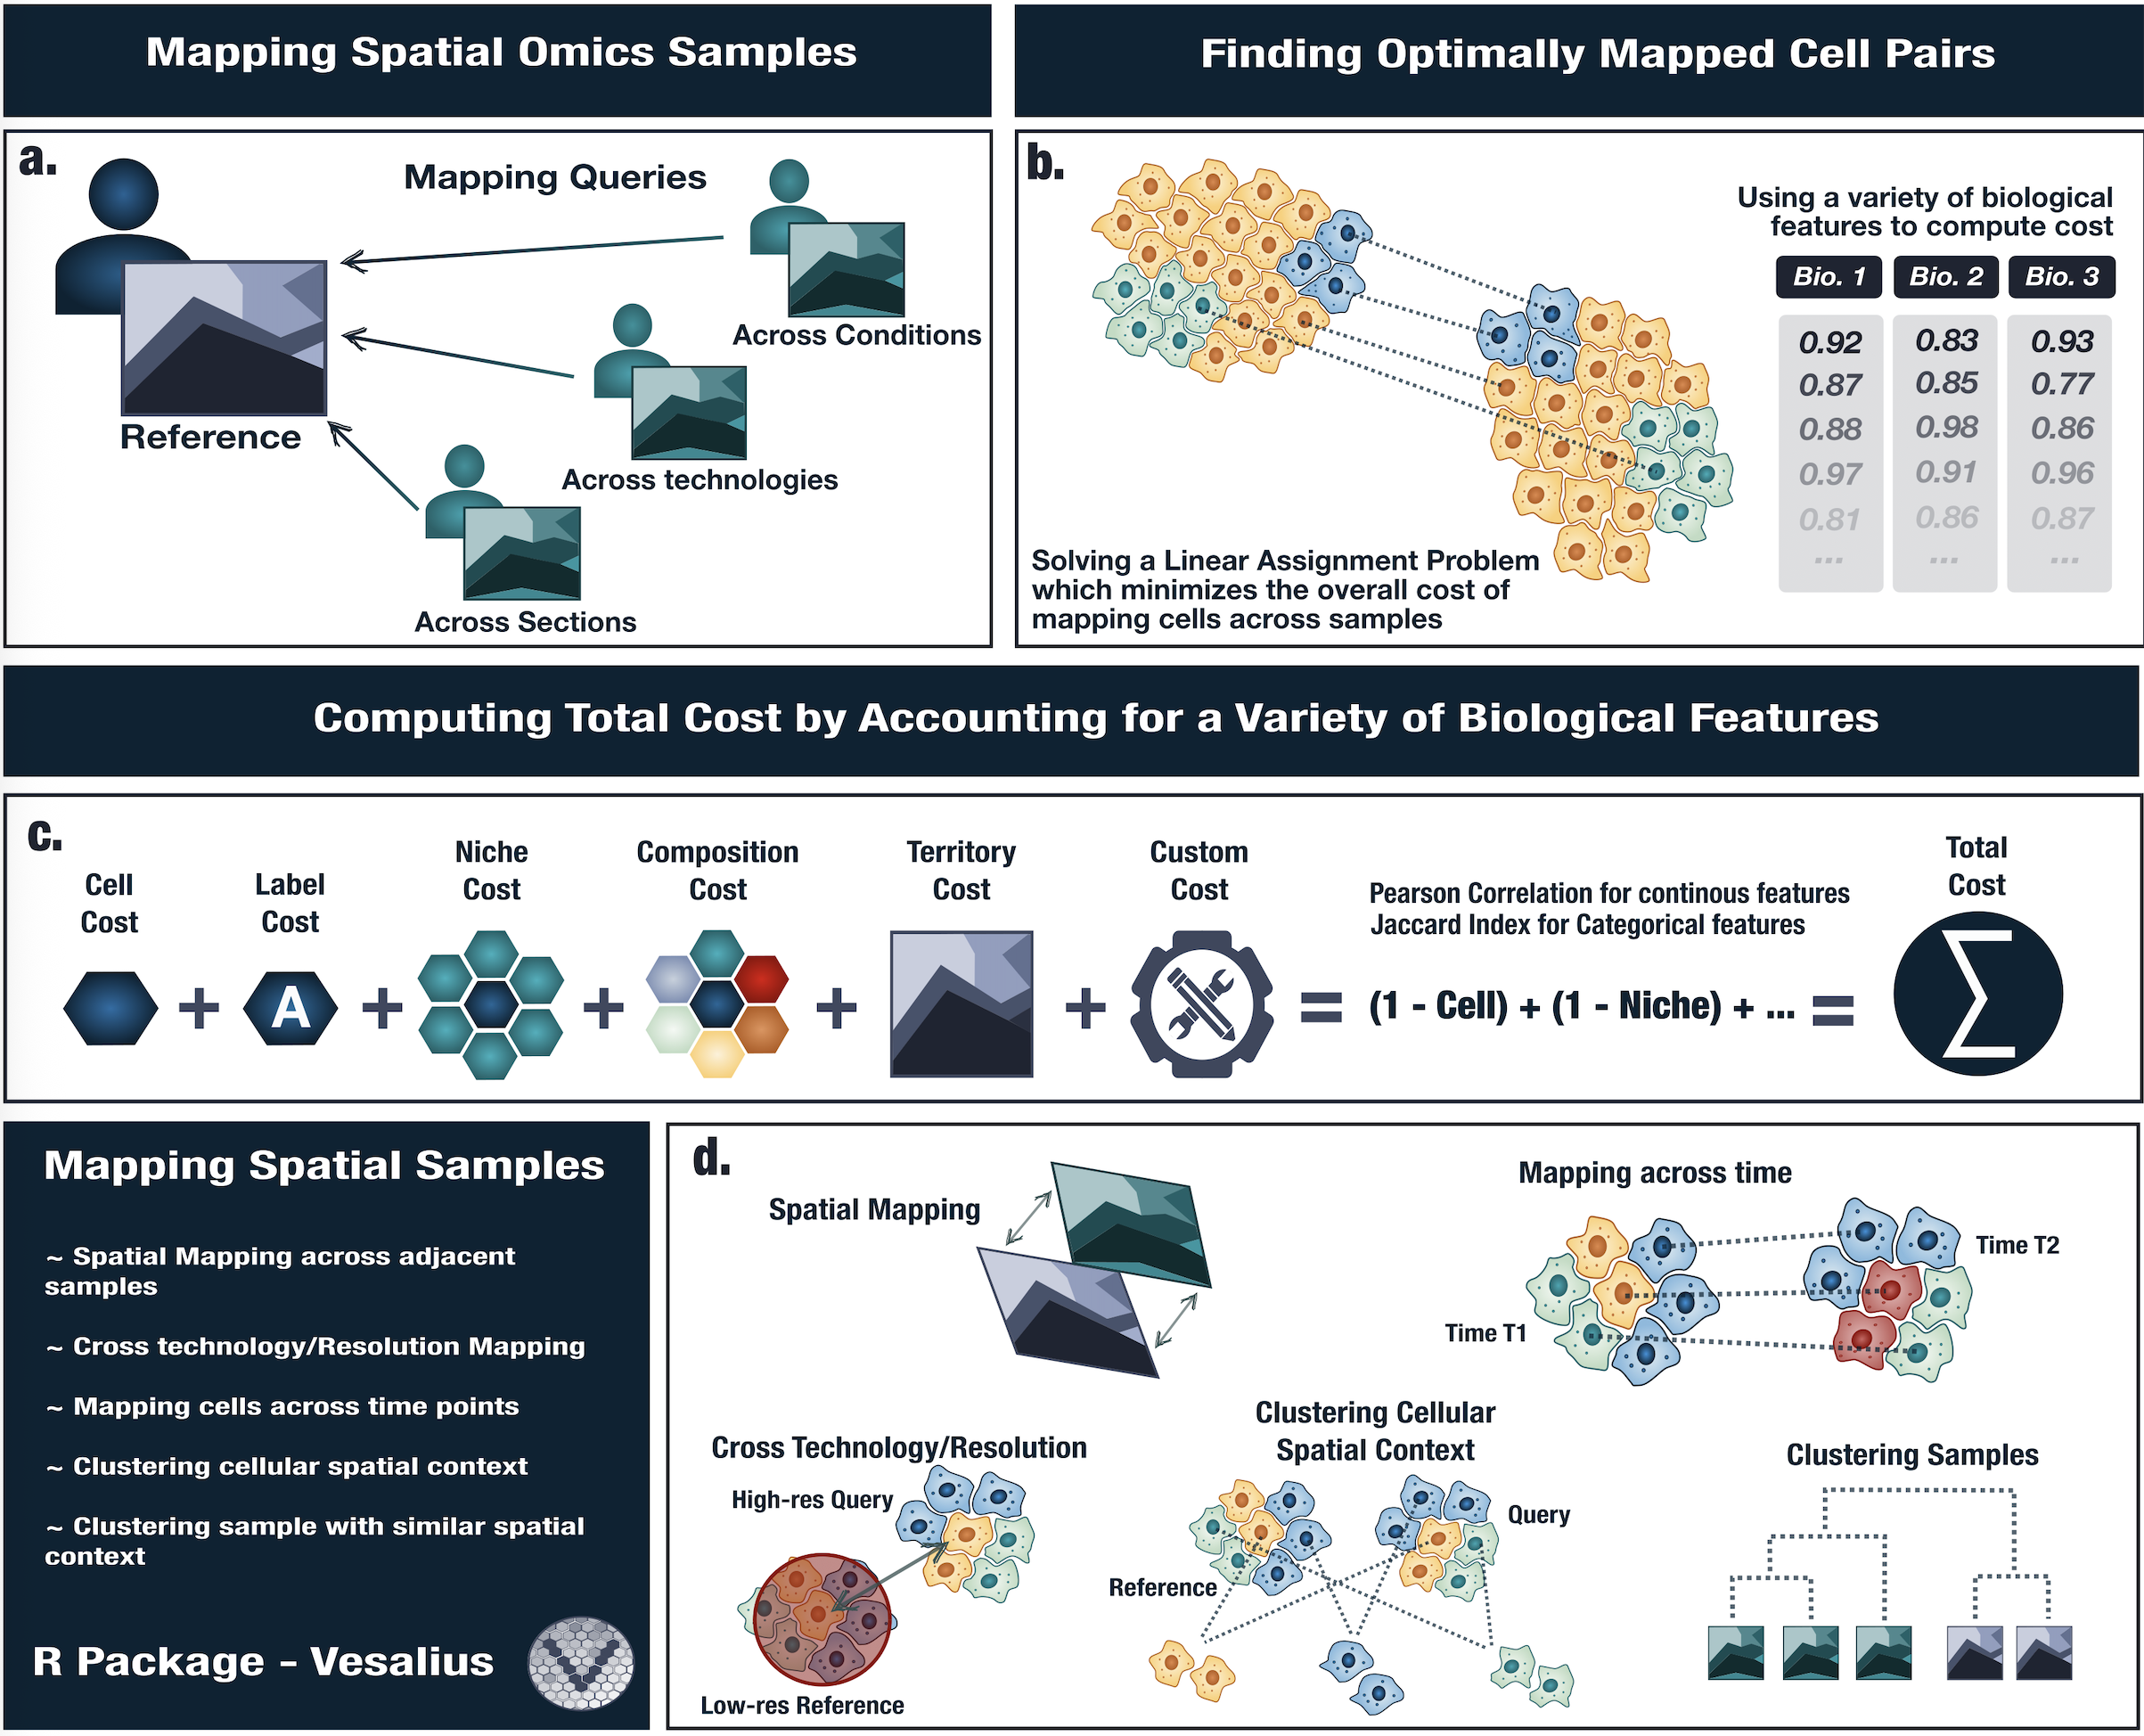 Mapping Spatial Omics Samples
Finding Optimally Mapped Cell Pairs
a.
Mapping Queries
Across Conditions
Reference
Across technologies
Across Sections
b.
Using a variety of biological
features to compute cost
Bio. 1 Bio. 2 Bio. 3
0.92 0.83 0.93
0.87 0.85 0.77
0.88 0.98 0.86
0.97 0.91 0.96
0.81 0.86 0.87
... ... ...
Solving a Linear Assignment Problem
which minimizes the overall cost of
mapping cells across samples
Computing Total Cost by Accounting for a Variety of Biological Features
c.
Cell
Cost
+
Label
Cost
A
+
Niche
Cost
+
Composition
Cost
+
Territory
Cost
+
Custom
Cost
=
Pearson Correlation for continous features
Jaccard Index for Categorical features
(1 - Cell) + (1 - Niche) + ... =
Total
Cost
Σ
Mapping Spatial Samples
~ Spatial Mapping across adjacent
samples
~ Cross technology/Resolution Mapping
~ Mapping cells across time points
~ Clustering cellular spatial context
~ Clustering sample with similar spatial
context
R Package - Vesalius
d.
Spatial Mapping
Mapping across time
Time T2
Time T1
Cross Technology/Resolution
High-res Query
Low-res Reference
Clustering Cellular
Spatial Context
Query
Reference
Clustering Samples